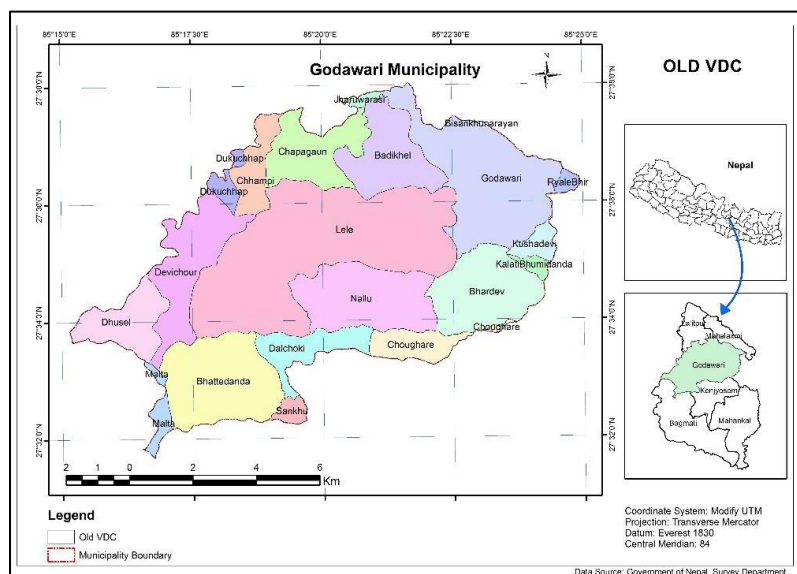 85°15'0"E 85°17'30"E 85°20'0"E 85°22'30"E 85°25'0"E
Godawari Municipality
N
OLD VDC
27°38'0"N
27°36'0"N
27°34'0"N
27°32'0"N
Jharuwarasi
Bisankhunarayan
Dukuchhap
Chapagaun
Badikhel
Chhampi
Godawari
RyaleBhir
Dukuchhap
Lele
Kushadevi
Devichour
KalatiBhumidanda
Nallu
Bhardev
Dhusel
Choughare
Dalchoki
Choughare
Malta
Bhattedanda
Sankhu
Malta
2 1 0 2 4 6
Km
Legend
Old VDC
Municipality Boundary
Nepal
Lalitpur
Mahalaxmi
Godawari
Konjyosom
Bagmati
Mahankal
Coordinate System: Modify UTM
Projection: Transverse Mercator
Datum: Everest 1830
Central Meridian: 84
Data Source: Government of Nepal, Survey Department